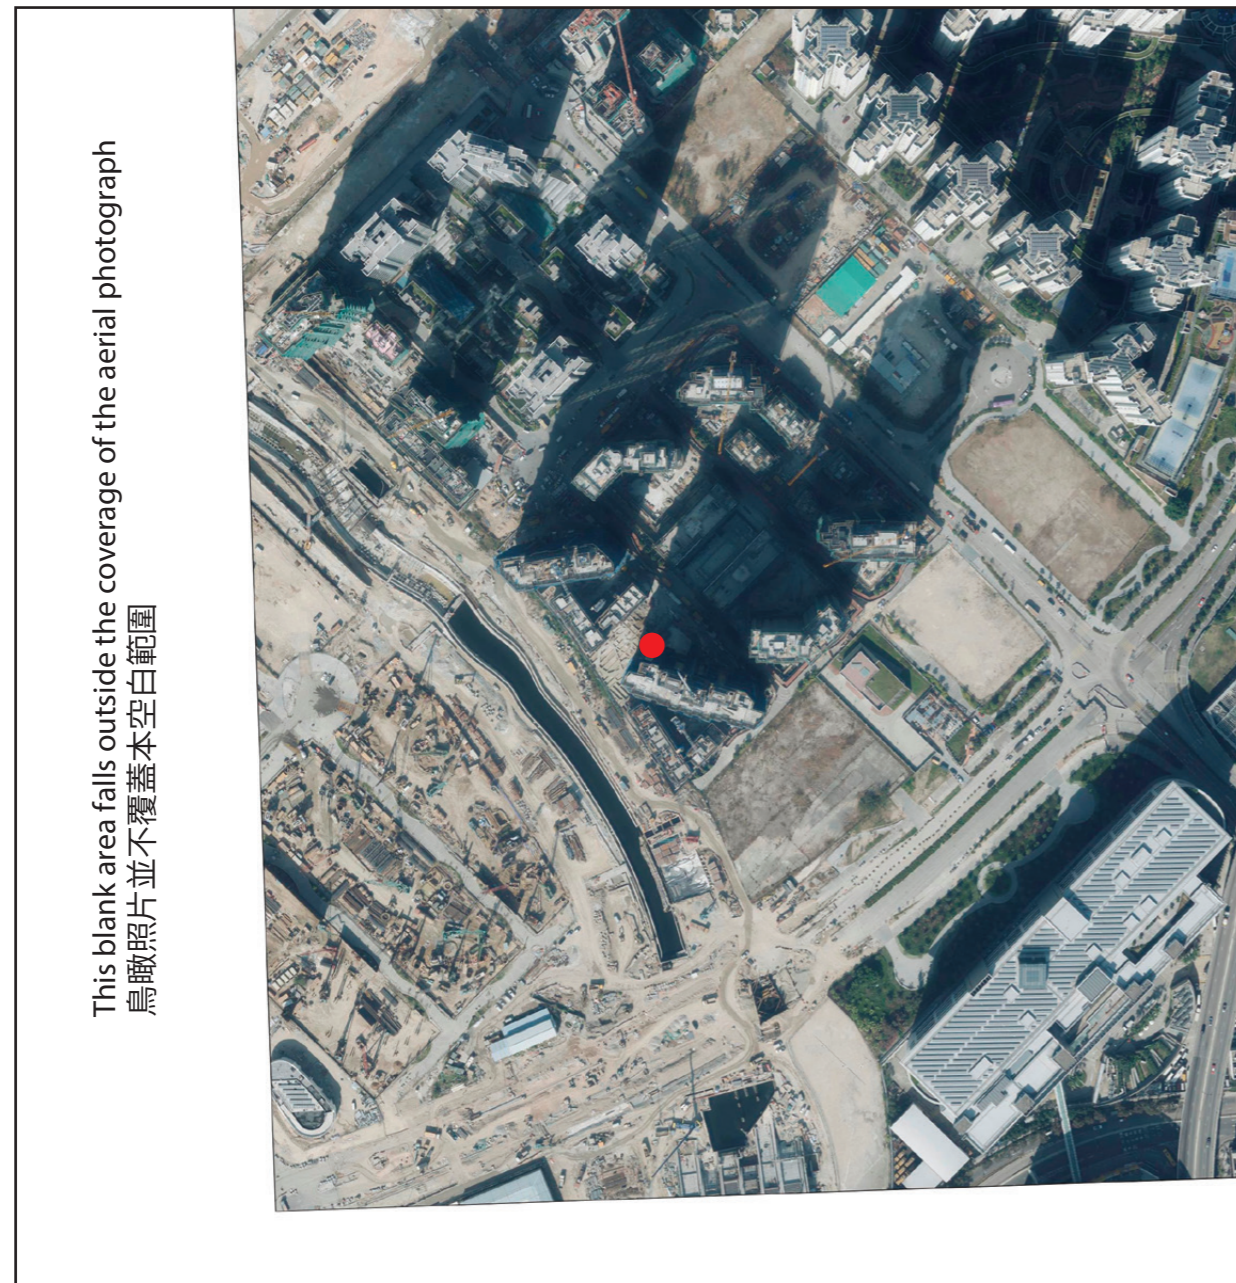 This blank area falls outside the coverage of the aerial photograph
鳥瞰照片並不覆蓋本空白範圍